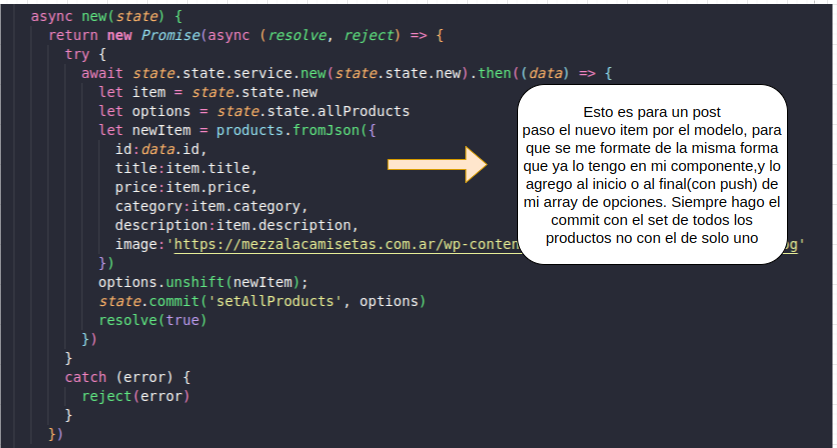 async new(state) {
return new Promise(async (resolve, reject) => {
try {
await state.state.service.new(state.state.new).then((data) => {
let item = state.state.new
let options = state.state.allProducts
let newItem = products.fromJson({
id:data.id,
title:item.title,
price:item.price,
category:item.category,
description:item.description,
image:'https://mezzalacamisetas.com.ar/wp-conten
})
options.unshift(newItem);
state.commit('setAllProducts', options)
resolve(true)
})
}
catch (error) {
reject(error)
}
})
Esto es para un post
paso el nuevo item por el modelo, para
que se me formate de la misma forma
que ya lo tengo en mi componente,y lo
agrego al inicio o al final(con push) de
mi array de opciones. Siempre hago el
commit con el set de todos los
productos no con el de solo uno